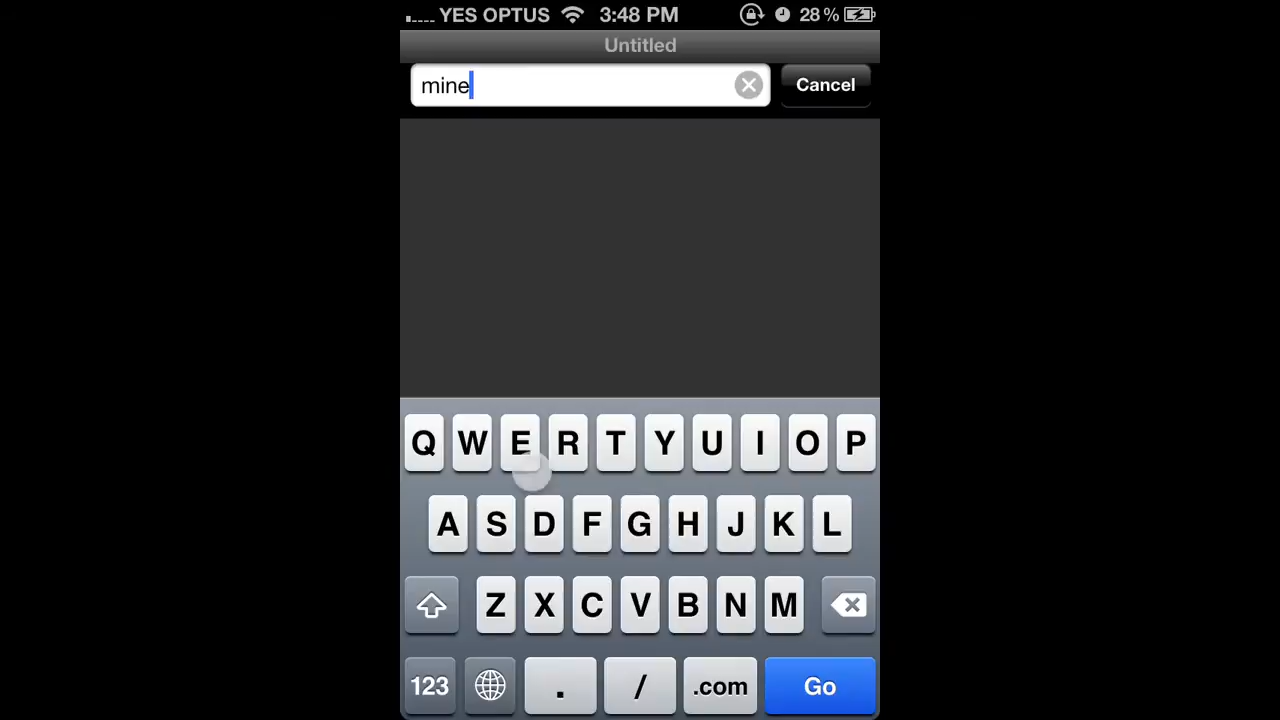 YES OPTUS 3:48 PM 28%
Untitled
mine Cancel
Q W E R T Y U I O P
A S D F G H J K L
Z X C V B N M
123 . / .com Go